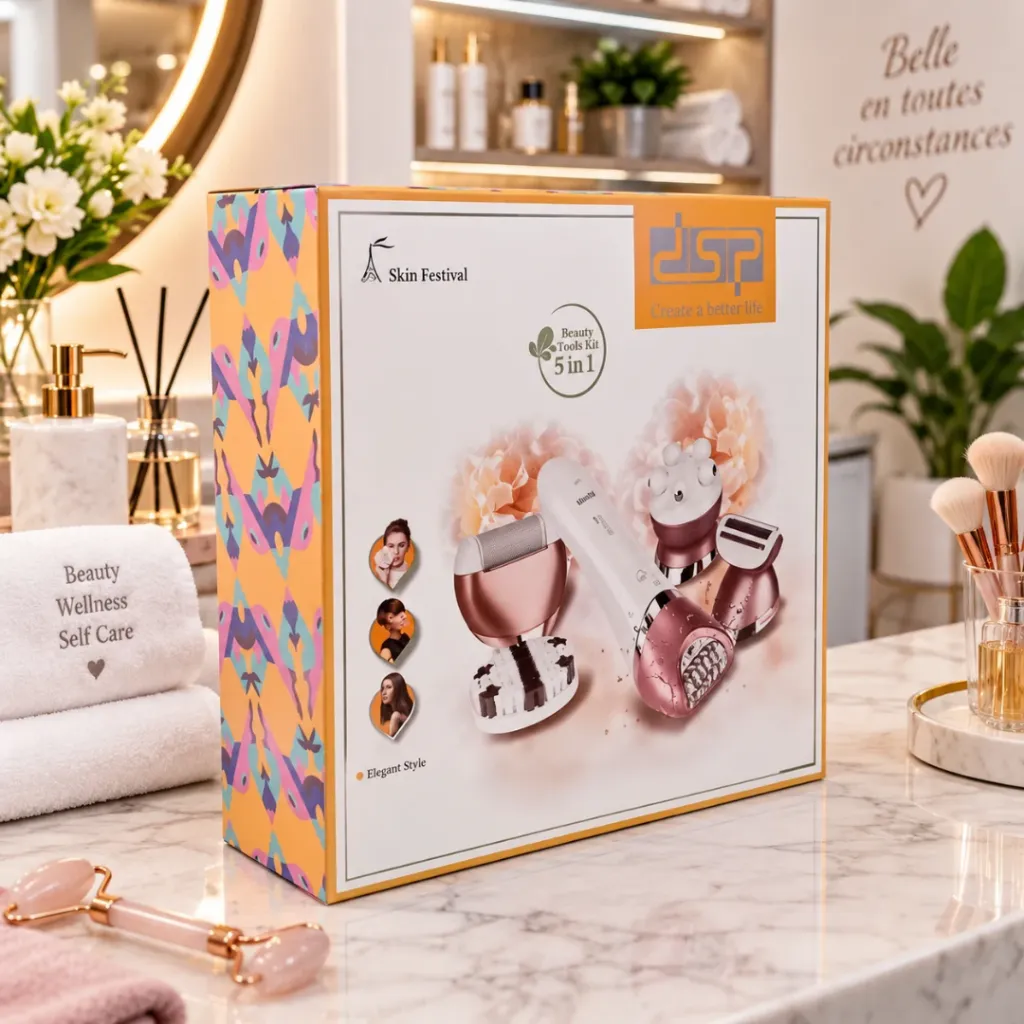 Belle
en toutes
circonstances
Skin Festival
dsp
Create a better life
Beauty
Tools Kit
5 in 1
Elegant Style
Beauty
Wellness
Self Care